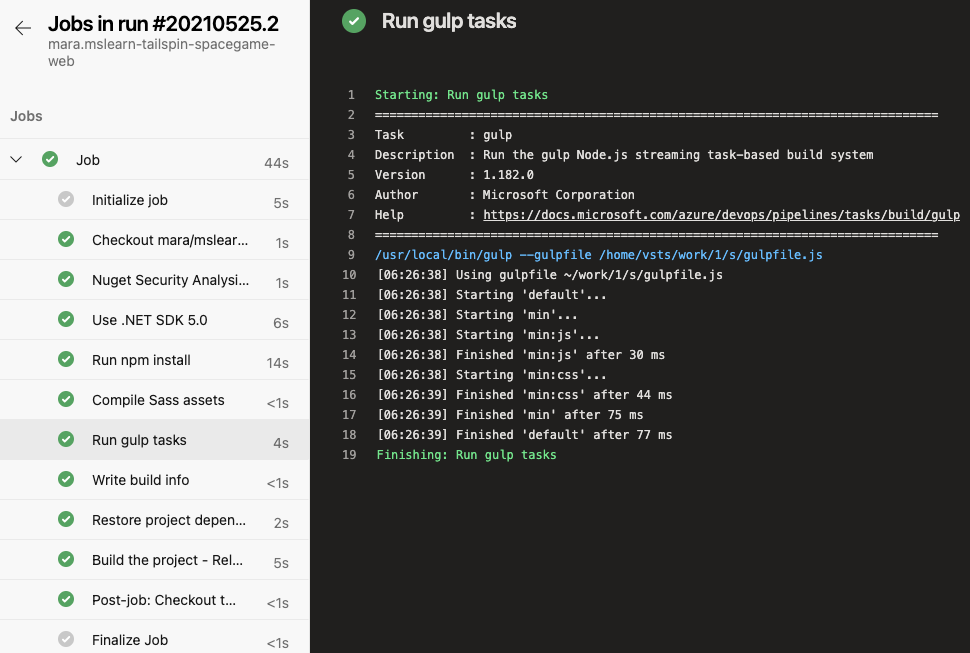 Jobs in run #20210525.2
mara.mslearn-tailspin-spacegame-
web
Jobs
Job 44s
Initialize job 5s
Checkout mara/mslear... 1s
Nuget Security Analysi... 1s
Use .NET SDK 5.0 6s
Run npm install 14s
Compile Sass assets <1s
Run gulp tasks 4s
Write build info <1s
Restore project depen... 2s
Build the project - Rel... 5s
Post-job: Checkout t... <1s
Finalize Job <1s
Run gulp tasks
1 Starting: Run gulp tasks
2 ==============================================================================
3 Task         : gulp
4 Description  : Run the gulp Node.js streaming task-based build system
5 Version      : 1.182.0
6 Author       : Microsoft Corporation
7 Help         : https://docs.microsoft.com/azure/devops/pipelines/tasks/build/gulp
8 ==============================================================================
9 /usr/local/bin/gulp --gulpfile /home/vsts/work/1/s/gulpfile.js
10 [06:26:38] Using gulpfile ~/work/1/s/gulpfile.js
11 [06:26:38] Starting 'default'...
12 [06:26:38] Starting 'min'...
13 [06:26:38] Starting 'min:js'...
14 [06:26:38] Finished 'min:js' after 30 ms
15 [06:26:38] Starting 'min:css'...
16 [06:26:39] Finished 'min:css' after 44 ms
17 [06:26:39] Finished 'min' after 75 ms
18 [06:26:39] Finished 'default' after 77 ms
19 Finishing: Run gulp tasks